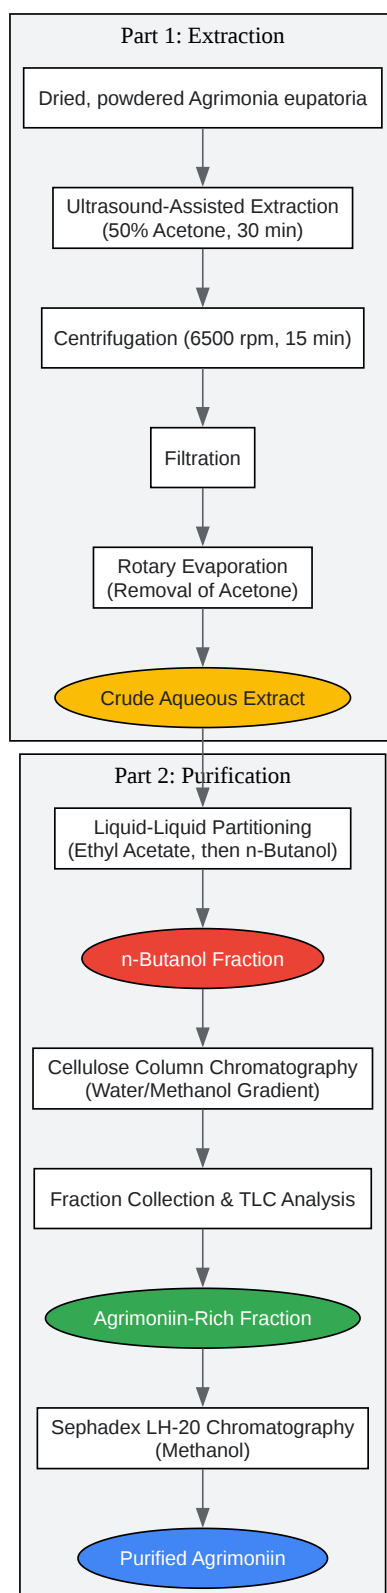 Part 1: Extraction
Dried, powdered Agrimonia eupatoria
Ultrasound-Assisted Extraction
(50% Acetone, 30 min)
Centrifugation (6500 rpm, 15 min)
Filtration
Rotary Evaporation
(Removal of Acetone)
Crude Aqueous Extract
Part 2: Purification
Liquid-Liquid Partitioning
(Ethyl Acetate, then n-Butanol)
n-Butanol Fraction
Cellulose Column Chromatography
(Water/Methanol Gradient)
Fraction Collection & TLC Analysis
Agrimoniin-Rich Fraction
Sephadex LH-20 Chromatography
(Methanol)
Purified Agrimoniin